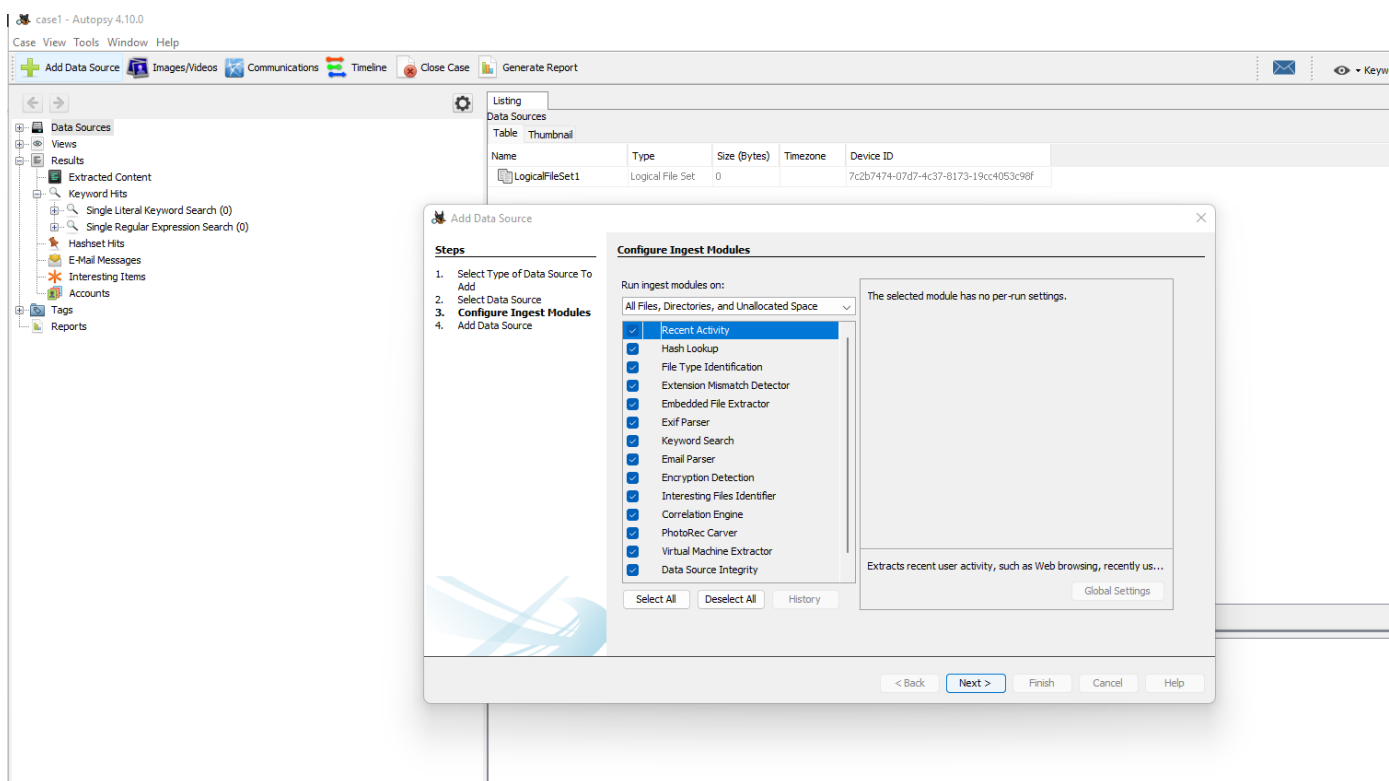 case1 - Autopsy 4.10.0
Case View Tools Window Help
Add Data Source Images/Videos Communications Timeline Close Case Generate Report
Data Sources
Views
Results
Extracted Content
Keyword Hits
Single Literal Keyword Search (0)
Single Regular Expression Search (0)
Hashset Hits
E-Mail Messages
Interesting Items
Accounts
Tags
Reports
Listing
Data Sources
Table Thumbnail
Name Type Size (Bytes) Timezone Device ID
LogicalFileSet1 Logical File Set 0 7c2b7474-07d7-4c37-8173-19cc4053c98f
Add Data Source
Steps
1. Select Type of Data Source To
Add
2. Select Data Source
3. Configure Ingest Modules
4. Add Data Source
Configure Ingest Modules
Run ingest modules on:
All Files, Directories, and Unallocated Space
Recent Activity
Hash Lookup
File Type Identification
Extension Mismatch Detector
Embedded File Extractor
Exif Parser
Keyword Search
Email Parser
Encryption Detection
Interesting Files Identifier
Correlation Engine
PhotoRec Carver
Virtual Machine Extractor
Data Source Integrity
Select All Deselect All History
The selected module has no per-run settings.
Extracts recent user activity, such as Web browsing, recently us...
Global Settings
< Back Next > Finish Cancel Help